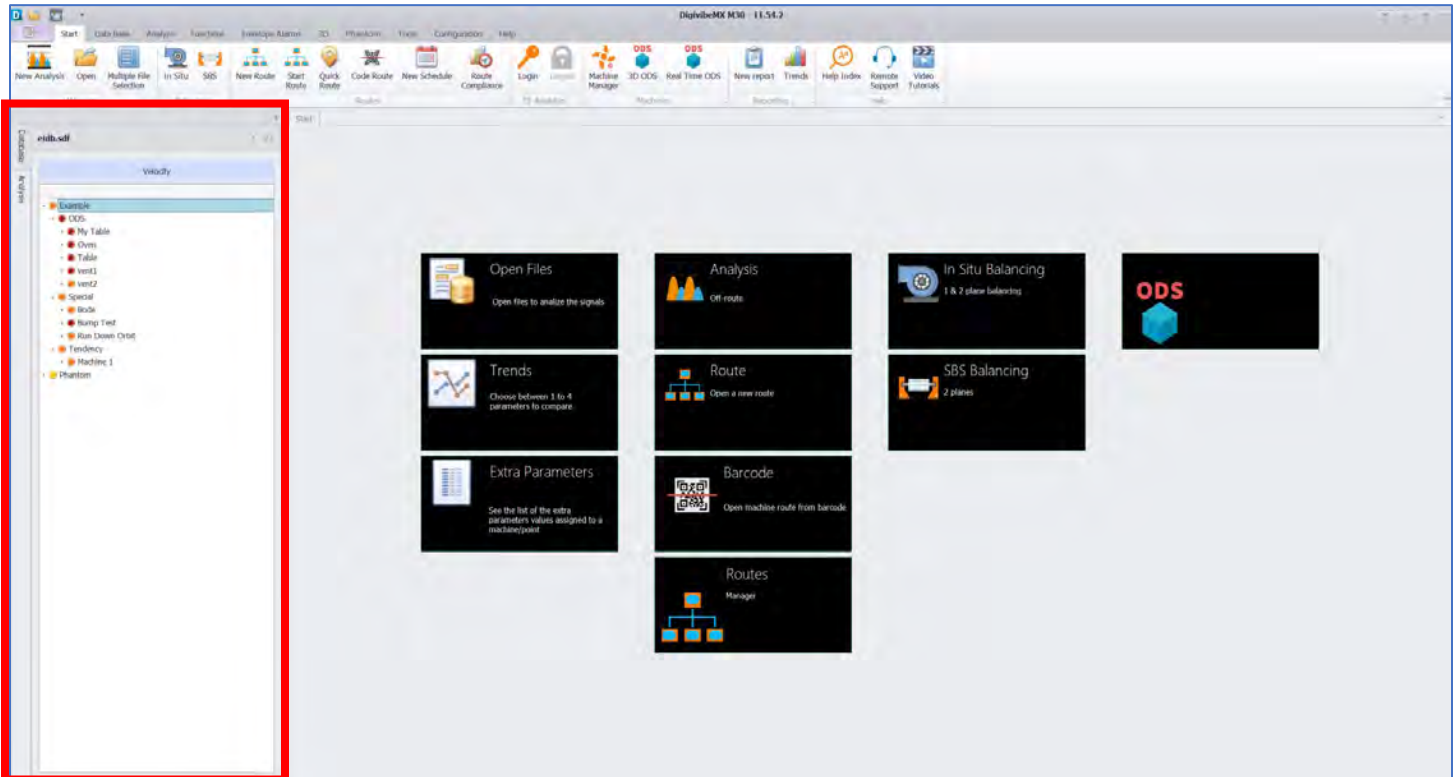 DigivibeMX M30 - 11.54.2
Start Data Base Analysis Functions Envelope Alarms 3D Phantom Tools Configuration Help
New Analysis Open Multiple File Selection In Situ SBS New Route Start Route Quick Route Code Route New Schedule Route Compliance Login Logout Machine Manager 3D ODS Real Time ODS New report Trends Help Index Remote Support Video Tutorials
Routes Machines Reporting Help
Start
Database
Analysis
eidb.sdf
Velocity
Example
ODS
My Table
Oven
Table
vent1
vent2
Special
Bode
Bump Test
Run Down Orbit
Tendency
Machine 1
Phantom
Open Files
Open files to analize the signals
Analysis
Off-route
In Situ Balancing
1 & 2 plane balancing
ODS
Trends
Choose between 1 to 4
parameters to compare
Route
Open a new route
SBS Balancing
2 planes
Extra Parameters
See the list of the extra
parameters values assigned to a
machine/point
Barcode
Open machine route from barcode
Routes
Manager